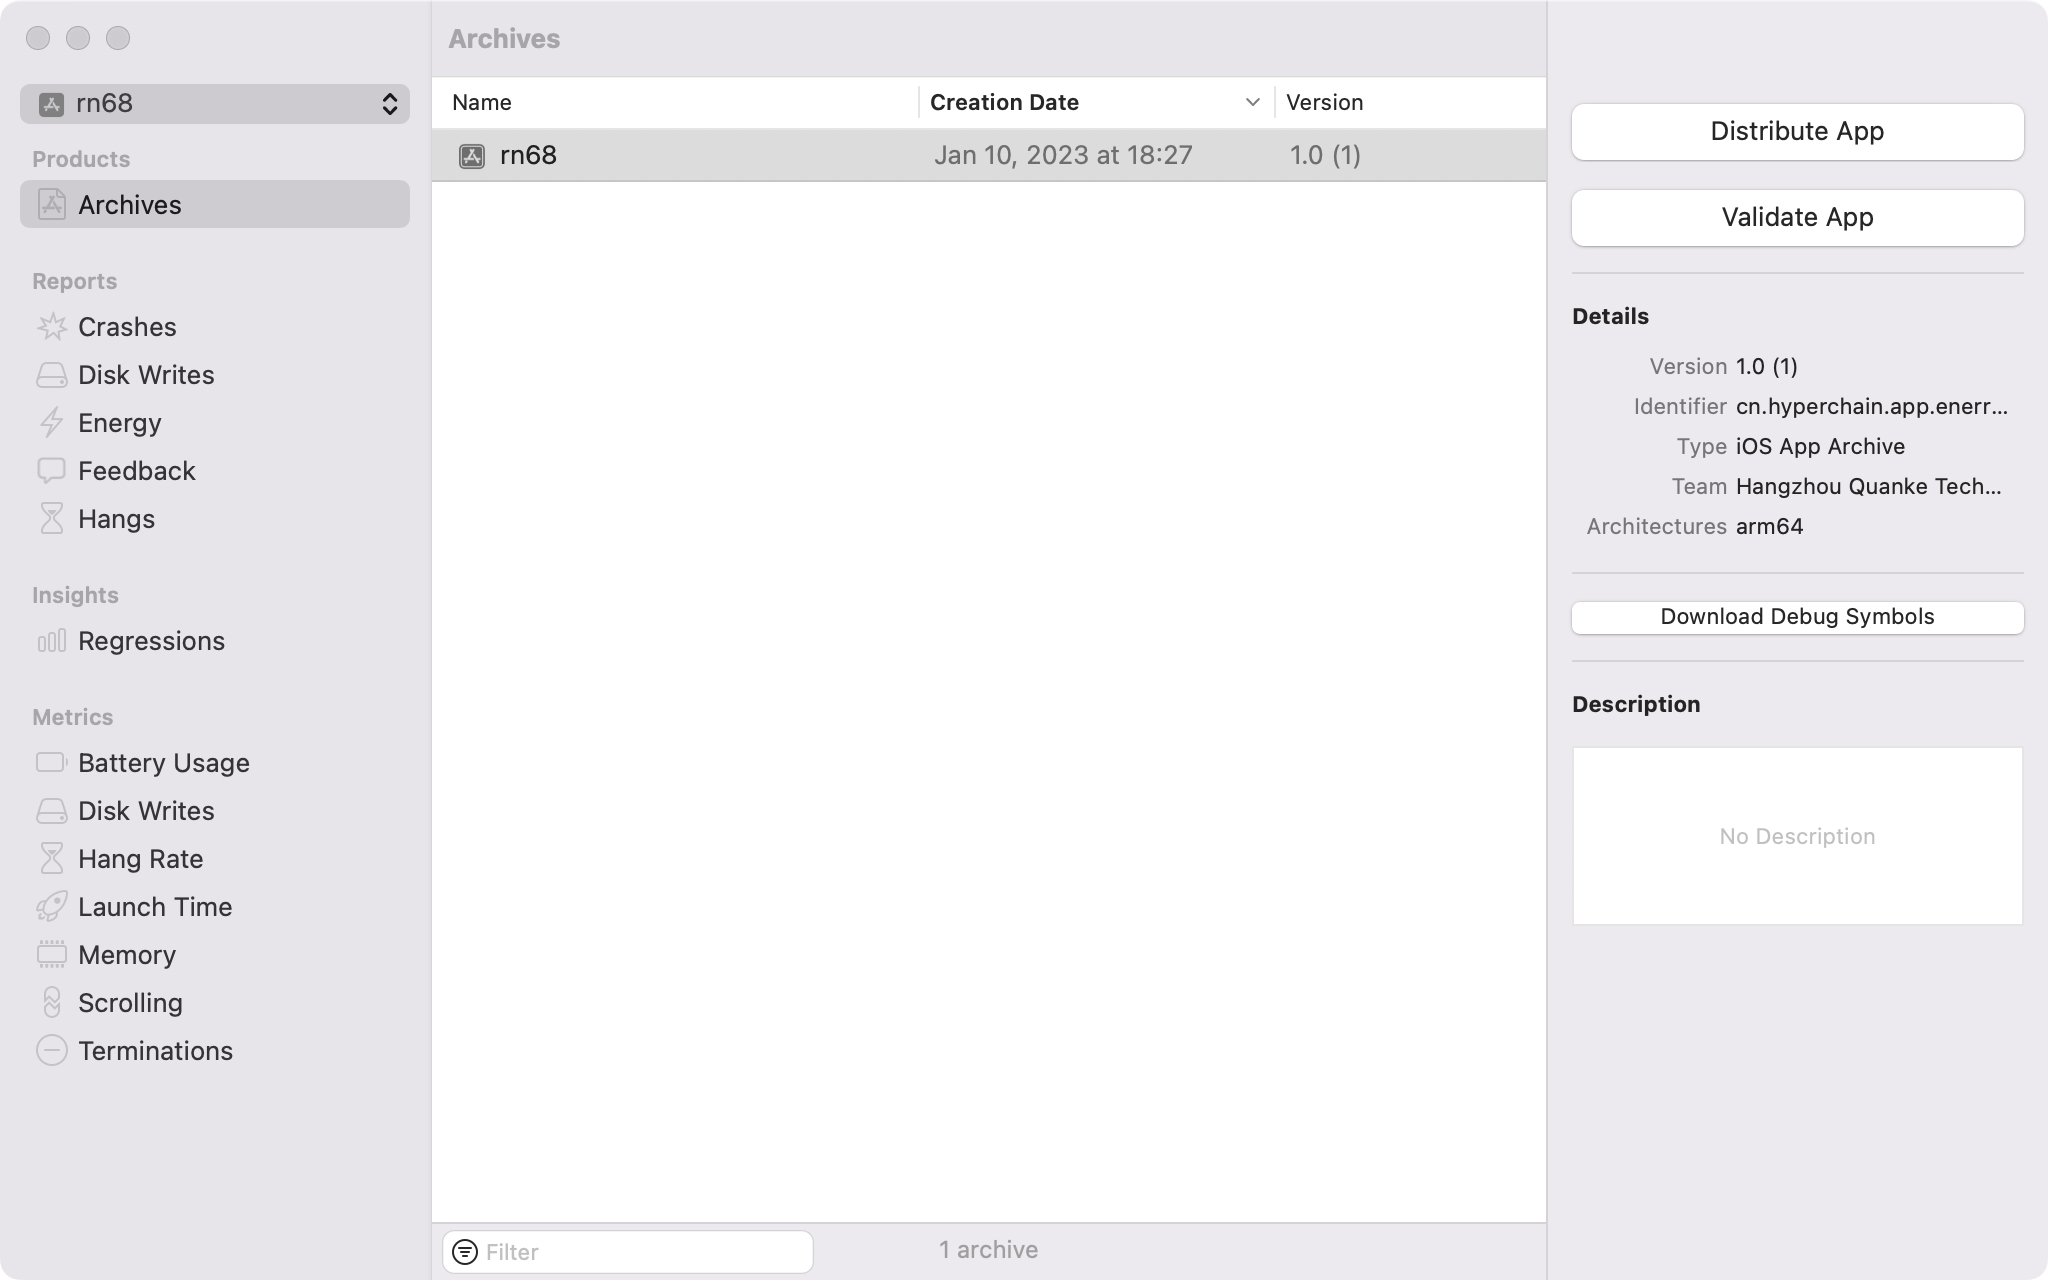 rn68
Products
Archives
Reports
Crashes
Disk Writes
Energy
Feedback
Hangs
Insights
Regressions
Metrics
Battery Usage
Disk Writes
Hang Rate
Launch Time
Memory
Scrolling
Terminations
Archives
Name Creation Date Version
rn68 Jan 10, 2023 at 18:27 1.0 (1)
Filter
1 archive
Distribute App
Validate App
Details
Version 1.0 (1)
Identifier cn.hyperchain.app.enerr...
Type iOS App Archive
Team Hangzhou Quanke Tech...
Architectures arm64
Download Debug Symbols
Description
No Description